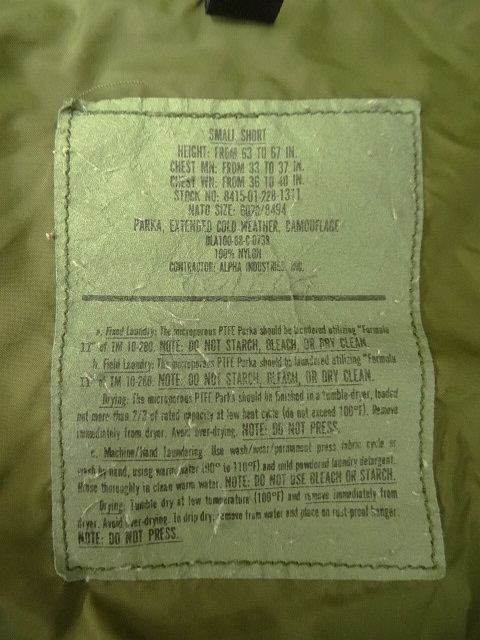 SMALL SHORT
HEIGHT: FROM 63 TO 67 IN.
CHEST MN: FROM 33 TO 37 IN.
CHEST WN: FROM 36 TO 40 IN.
STOCK NO: 8415-01-228-1311
NATO SIZE: 6070/8494
PARKA, EXTENDED COLD WEATHER, CAMOUFLAGE
DLA100-88-C-0739
100% NYLON
CONTRACTOR: ALPHA INDUSTRIES, INC.
a. Fixed Laundry: The microporous PTFE Parka should be laundered utilizing "Formula
11" of TM 10-280. NOTE: DO NOT STARCH, BLEACH, OR DRY CLEAN.
b. Field Laundry: The microporous PTFE Parka should be laundered utilizing "Formula
11" of TM 10-280. NOTE: DO NOT STARCH, BLEACH, OR DRY CLEAN.
Drying: The microporous PTFE Parka should be finished in a tumble-dryer, loaded
not more than 2/3 of rated capacity at low heat cycle (do not exceed 100°F). Remove
immediately from dryer. Avoid over-drying. NOTE: DO NOT PRESS.
c. Machine/Hand Laundering: Use wash/wear/permanent press fabric cycle or
wash by hand, using warm water (90° to 110°F) and mild powdered laundry detergent.
Rinse thoroughly in clean warm water. NOTE: DO NOT USE BLEACH OR STARCH.
Drying: Tumble dry at low temperature (100°F) and remove immediately from
dryer. Avoid over-drying. To drip dry, remove from water and place on rust-proof hanger.
NOTE: DO NOT PRESS.